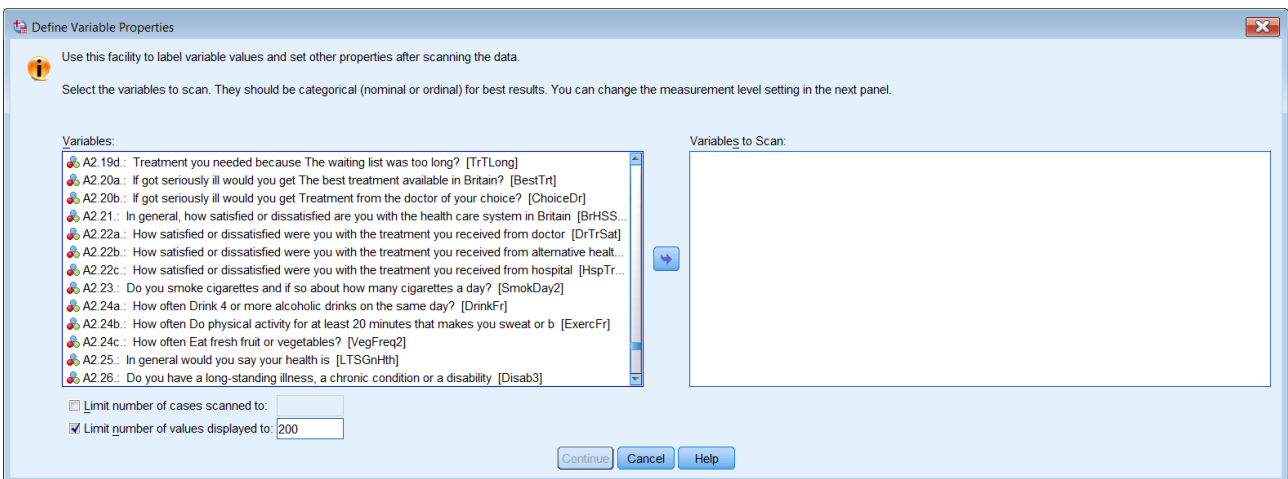 Define Variable Properties
Use this facility to label variable values and set other properties after scanning the data.
Select the variables to scan. They should be categorical (nominal or ordinal) for best results. You can change the measurement level setting in the next panel.
Variables:
A2.19d.: Treatment you needed because The waiting list was too long? [TrTLong]
A2.20a.: If got seriously ill would you get The best treatment available in Britain? [BestTrt]
A2.20b.: If got seriously ill would you get Treatment from the doctor of your choice? [ChoiceDr]
A2.21.: In general, how satisfied or dissatisfied are you with the health care system in Britain [BrHSS...
A2.22a.: How satisfied or dissatisfied were you with the treatment you received from doctor [DrTrSat]
A2.22b.: How satisfied or dissatisfied were you with the treatment you received from alternative healt...
A2.22c.: How satisfied or dissatisfied were you with the treatment you received from hospital [HspTr...
A2.23.: Do you smoke cigarettes and if so about how many cigarettes a day? [SmokDay2]
A2.24a.: How often Drink 4 or more alcoholic drinks on the same day? [DrinkFr]
A2.24b.: How often Do physical activity for at least 20 minutes that makes you sweat or b [ExercFr]
A2.24c.: How often Eat fresh fruit or vegetables? [VegFreq2]
A2.25.: In general would you say your health is [LTSGnHth]
A2.26.: Do you have a long-standing illness, a chronic condition or a disability [Disab3]
Variables to Scan:
Limit number of cases scanned to:
Limit number of values displayed to: 200
Continue Cancel Help